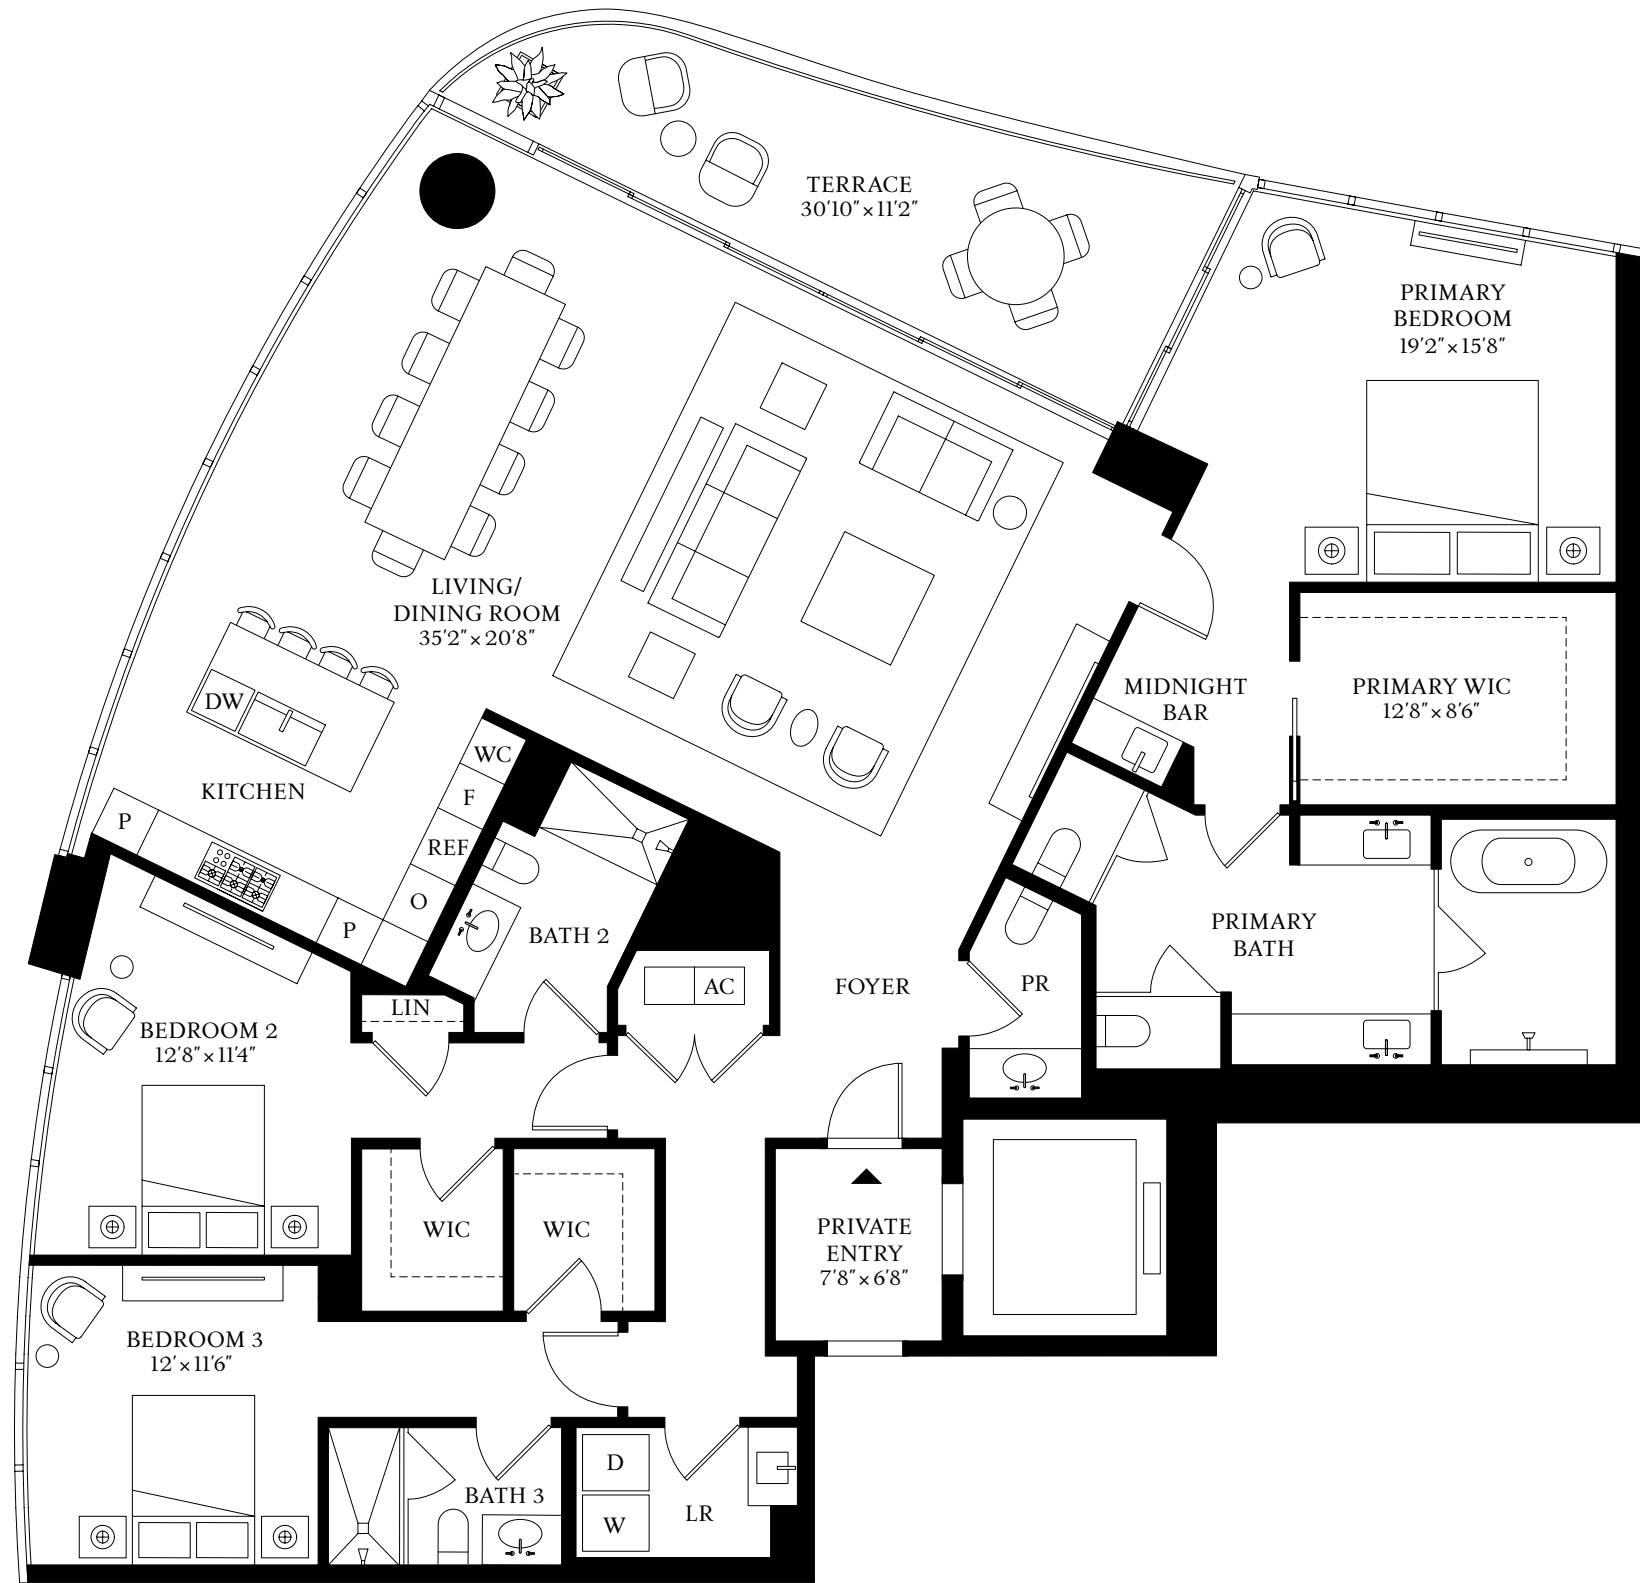 TERRACE
30'10"×11'2"
PRIMARY
BEDROOM
19'2"×15'8"
LIVING/
DINING ROOM
35'2"×20'8"
MIDNIGHT
BAR
PRIMARY WIC
12'8"×8'6"
DW
WC
F
REF
O
KITCHEN
P
P
BATH 2
PRIMARY
BATH
PR
FOYER
AC
LIN
BEDROOM 2
12'8"×11'4"
WIC
WIC
PRIVATE
ENTRY
7'8"×6'8"
BEDROOM 3
12'×11'6"
BATH 3
D
W
LR